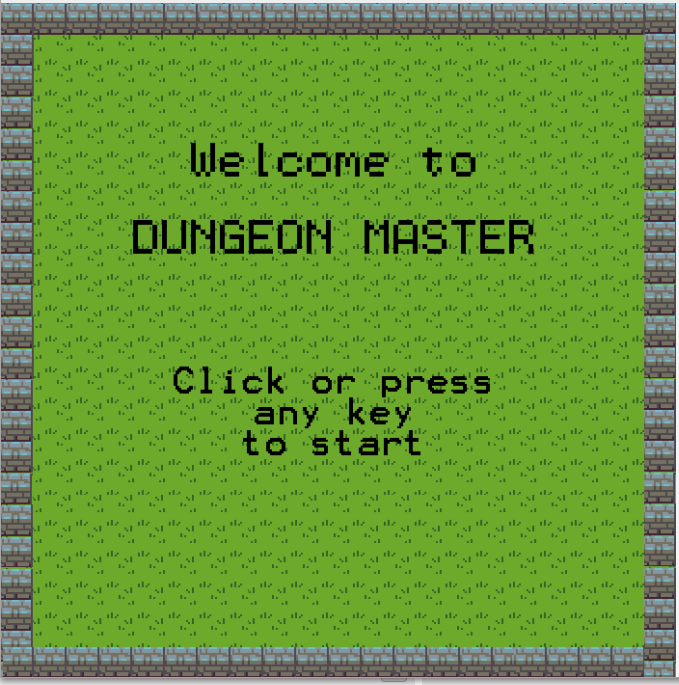 Welcome to
DUNGEON MASTER
Click or press
any key
to start